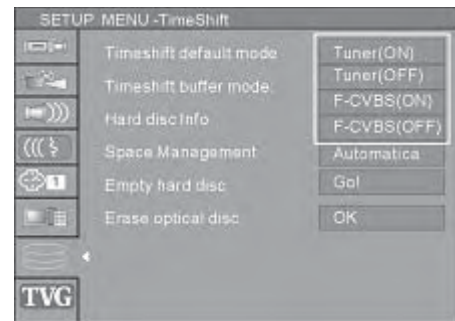 SETUP MENU -TimeShift
Timeshift default mode
Tuner(ON)
Tuner(OFF)
Timeshift buffer mode
F-CVBS(ON)
Hard disc Info
F-CVBS(OFF)
Space Management
Automatica
Empty hard disc
Go!
Erase optical disc
OK
1
TVG